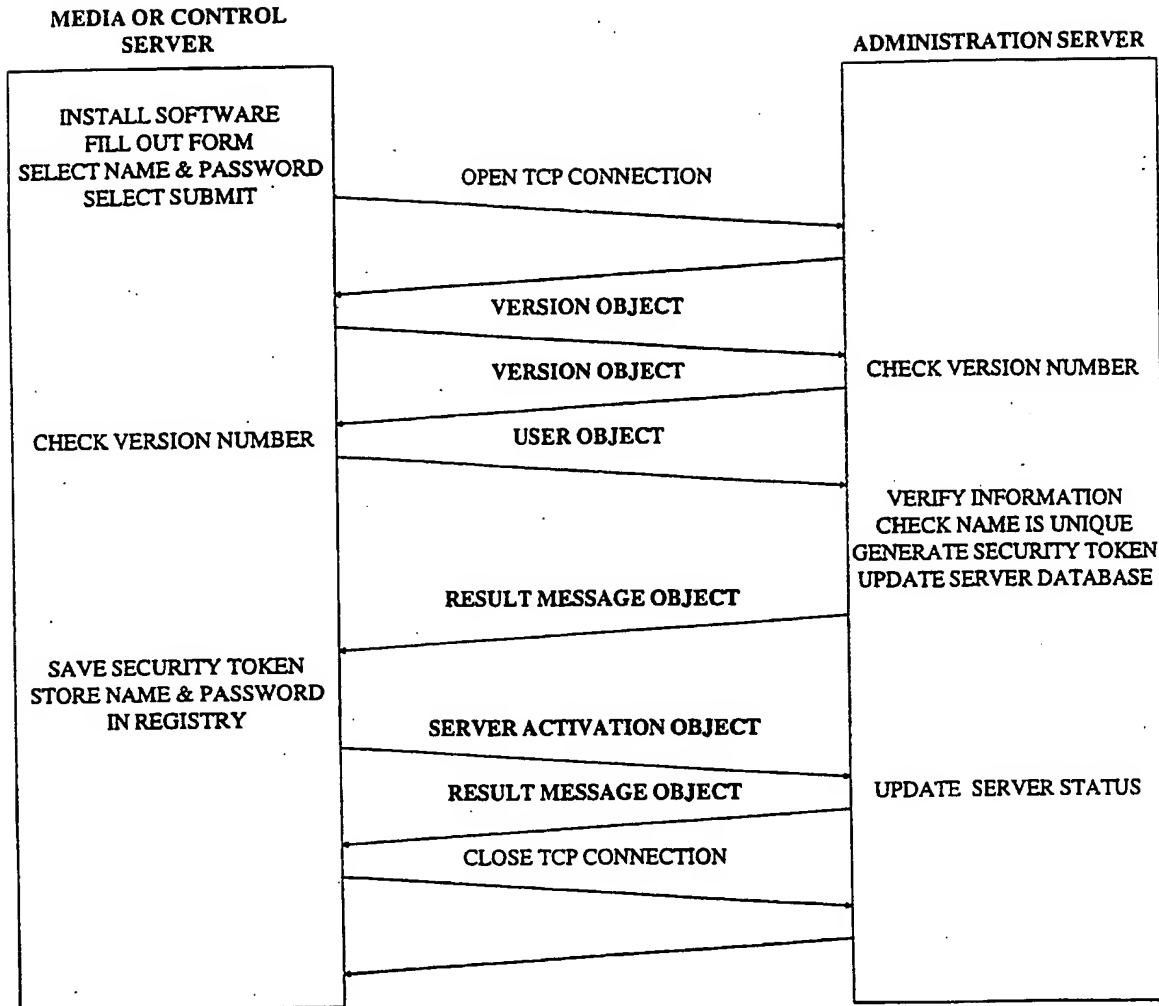 MEDIA OR CONTROL
SERVER
ADMINISTRATION SERVER
INSTALL SOFTWARE
FILL OUT FORM
SELECT NAME & PASSWORD
SELECT SUBMIT
OPEN TCP CONNECTION
VERSION OBJECT
VERSION OBJECT
CHECK VERSION NUMBER
CHECK VERSION NUMBER
USER OBJECT
VERIFY INFORMATION
CHECK NAME IS UNIQUE
GENERATE SECURITY TOKEN
UPDATE SERVER DATABASE
RESULT MESSAGE OBJECT
SAVE SECURITY TOKEN
STORE NAME & PASSWORD
IN REGISTRY
SERVER ACTIVATION OBJECT
RESULT MESSAGE OBJECT
UPDATE SERVER STATUS
CLOSE TCP CONNECTION